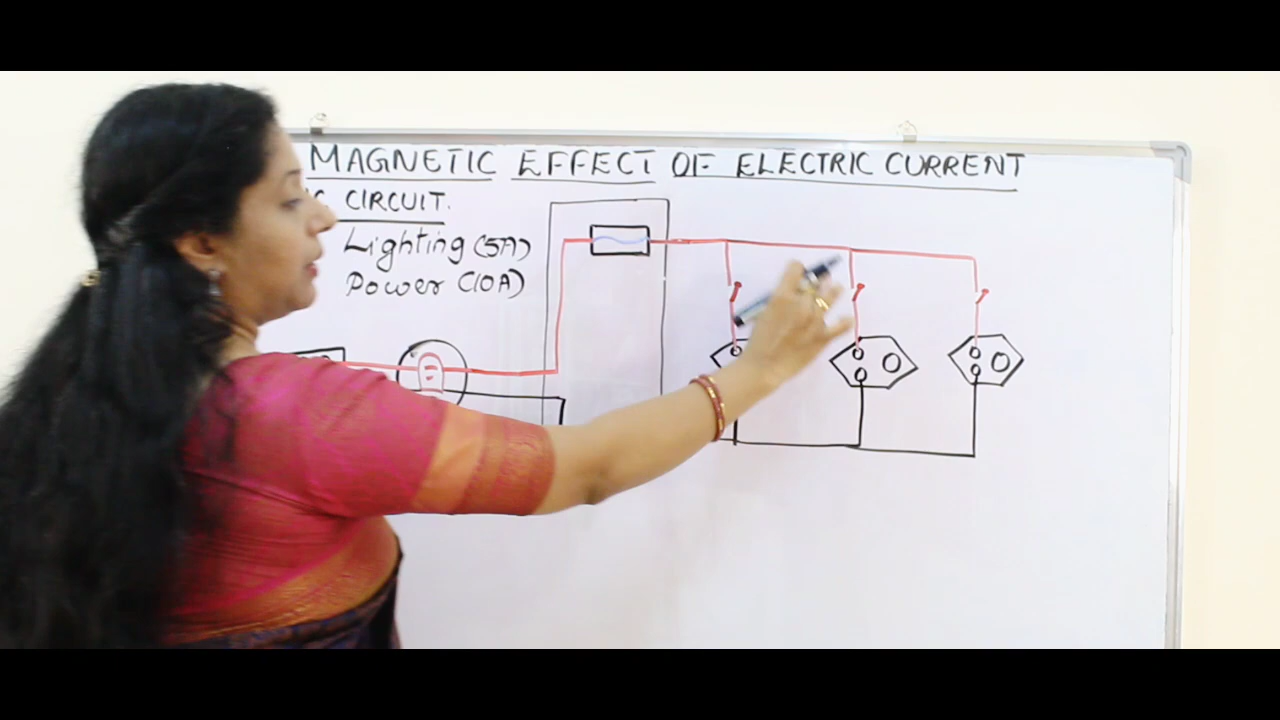 MAGNETIC EFFECT OF ELECTRIC CURRENT
CIRCUIT.
Lighting (5A)
Power (10A)